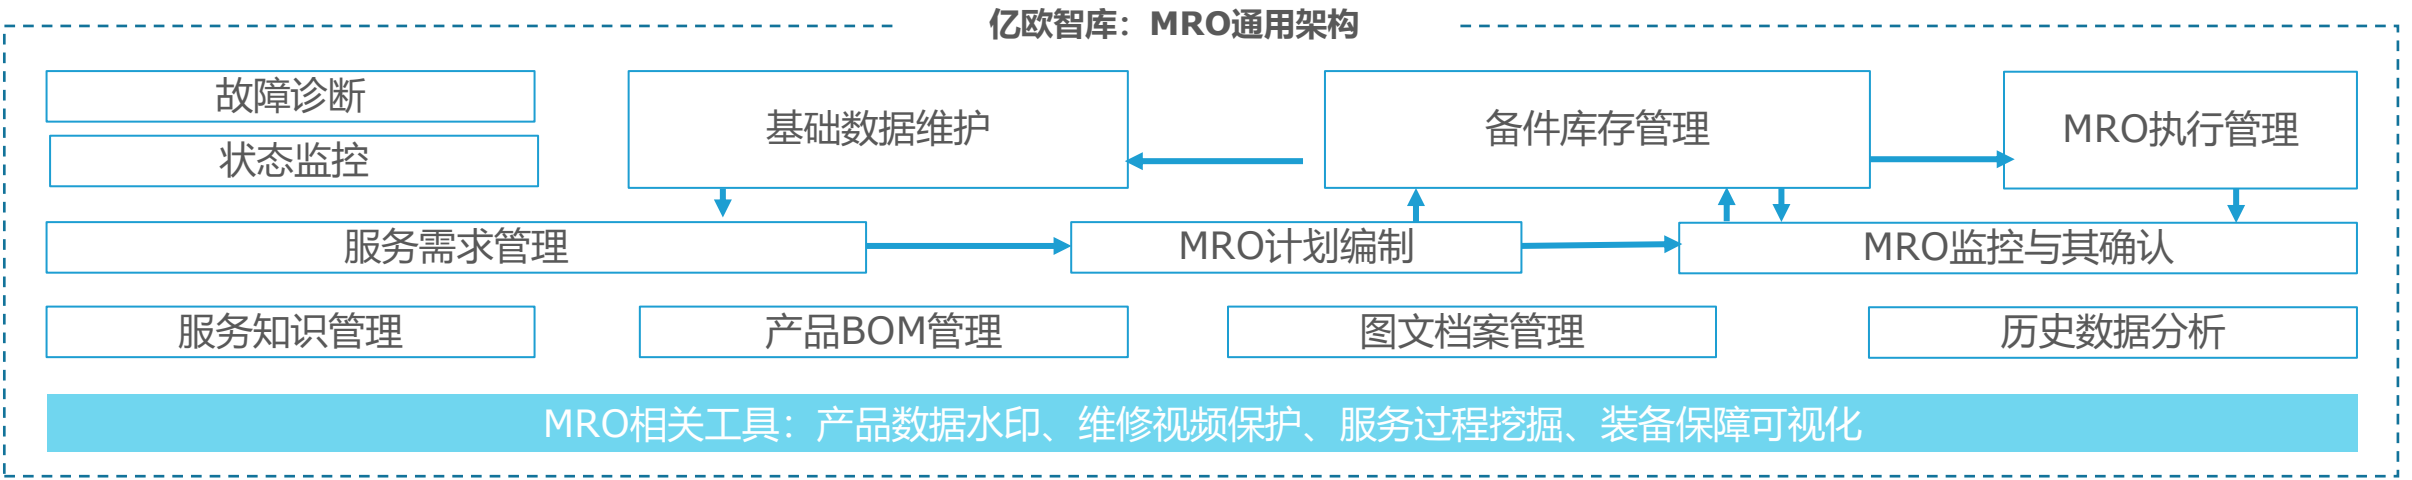 亿欧智库：MRO通用架构
故障诊断
状态监控
基础数据维护
备件库存管理
MRO执行管理
服务需求管理
MRO计划编制
MRO监控与其确认
服务知识管理
产品BOM管理
图文档案管理
历史数据分析
MRO相关工具：产品数据水印、维修视频保护、服务过程挖掘、装备保障可视化